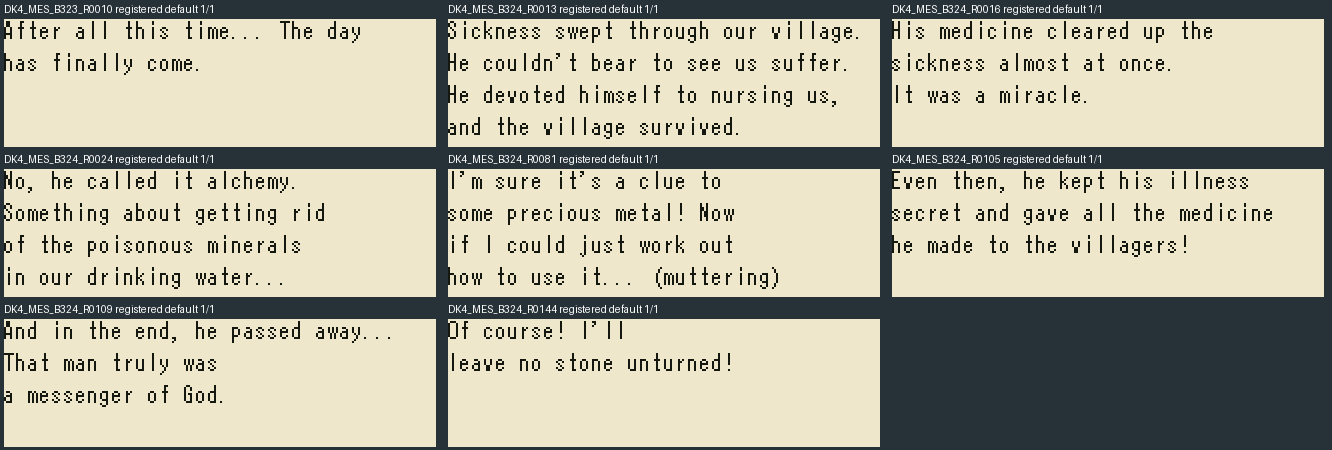 DK4_MES_B323_R0010 registered default 1/1
After all this time... The day
has finally come.
DK4_MES_B324_R0013 registered default 1/1
Sickness swept through our village.
He couldn't bear to see us suffer.
He devoted himself to nursing us,
and the village survived.
DK4_MES_B324_R0016 registered default 1/1
His medicine cleared up the
sickness almost at once.
It was a miracle.
DK4_MES_B324_R0024 registered default 1/1
No, he called it alchemy.
Something about getting rid
of the poisonous minerals
in our drinking water...
DK4_MES_B324_R0081 registered default 1/1
I'm sure it's a clue to
some precious metal! Now
if I could just work out
how to use it... (muttering)
DK4_MES_B324_R0105 registered default 1/1
Even then, he kept his illness
secret and gave all the medicine
he made to the villagers!
DK4_MES_B324_R0109 registered default 1/1
And in the end, he passed away...
That man truly was
a messenger of God.
DK4_MES_B324_R0144 registered default 1/1
Of course! I'll
leave no stone unturned!